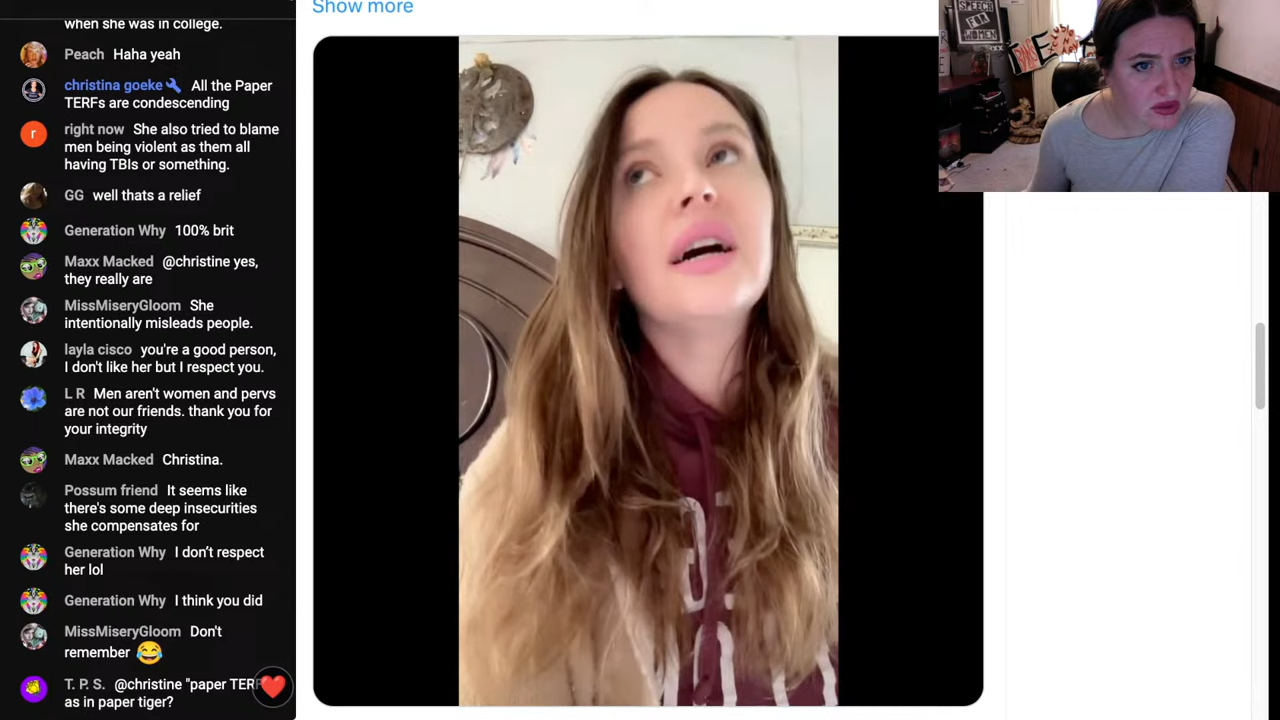 when she was in college.
Peach Haha yeah
christina goeke All the Paper
TERFs are condescending
right now She also tried to blame
men being violent as them all
having TBIs or something.
GG well thats a relief
Generation Why 100% brit
Maxx Macked @christine yes,
they really are
MissMiseryGloom She
intentionally misleads people.
layla cisco you're a good person,
I don't like her but I respect you.
L R Men aren't women and pervs
are not our friends. thank you for
your integrity
Maxx Macked Christina.
Possum friend It seems like
there's some deep insecurities
she compensates for
Generation Why I don’t respect
her lol
Generation Why I think you did
MissMiseryGloom Don't
remember 😂
T. P. S. @christine "paper TERF
as in paper tiger?
r
Show more
SPEECH
FOR
WOMEN